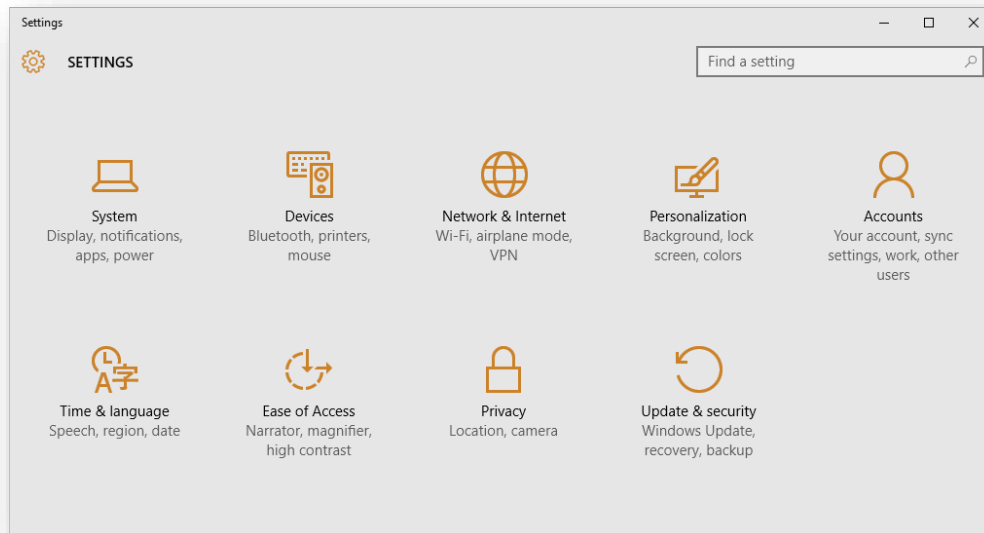 Settings
SETTINGS
Find a setting
System
Display, notifications,
apps, power
Devices
Bluetooth, printers,
mouse
Network & Internet
Wi-Fi, airplane mode,
VPN
Personalization
Background, lock
screen, colors
Accounts
Your account, sync
settings, work, other
users
A字
Time & language
Speech, region, date
Ease of Access
Narrator, magnifier,
high contrast
Privacy
Location, camera
Update & security
Windows Update,
recovery, backup